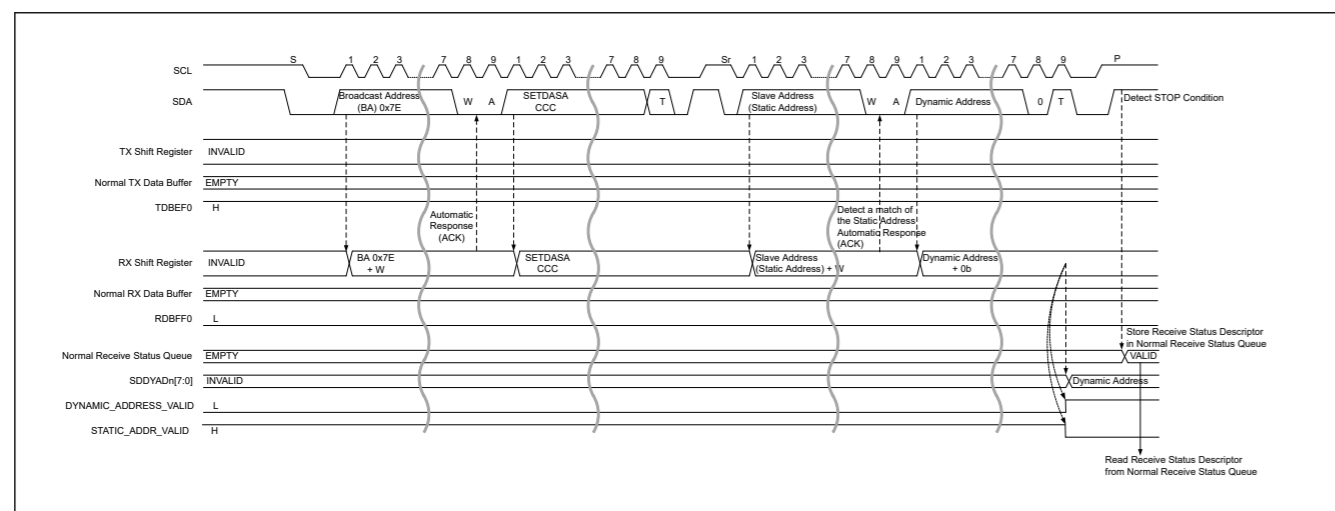 S 1 2 3 7 8 9 1 2 3 7 8 9 Sr 1 2 3 7 8 9 1 2 3 7 8 9 P
SCL
SDA
Broadcast Address
(BA) 0x7E
W A
SETDASA
CCC
T
Slave Address
(Static Address)
W A
Dynamic Address
0 T
Detect STOP Condition
TX Shift Register INVALID
Normal TX Data Buffer EMPTY
TDBEF0 H
Automatic
Response
(ACK)
Detect a match of
the Static Address
Automatic Response
(ACK)
RX Shift Register INVALID
BA 0x7E
+ W
SETDASA
CCC
Slave Address
(Static Address) + W
Dynamic Address
+ 0b
Normal RX Data Buffer EMPTY
RDBFF0 L
Store Receive Status Descriptor
in Normal Receive Status Queue
Normal Receive Status Queue EMPTY VALID
SDDYADn[7:0] INVALID Dynamic Address
DYNAMIC_ADDRESS_VALID L
STATIC_ADDR_VALID H
Read Receive Status Descriptor
from Normal Receive Status Queue